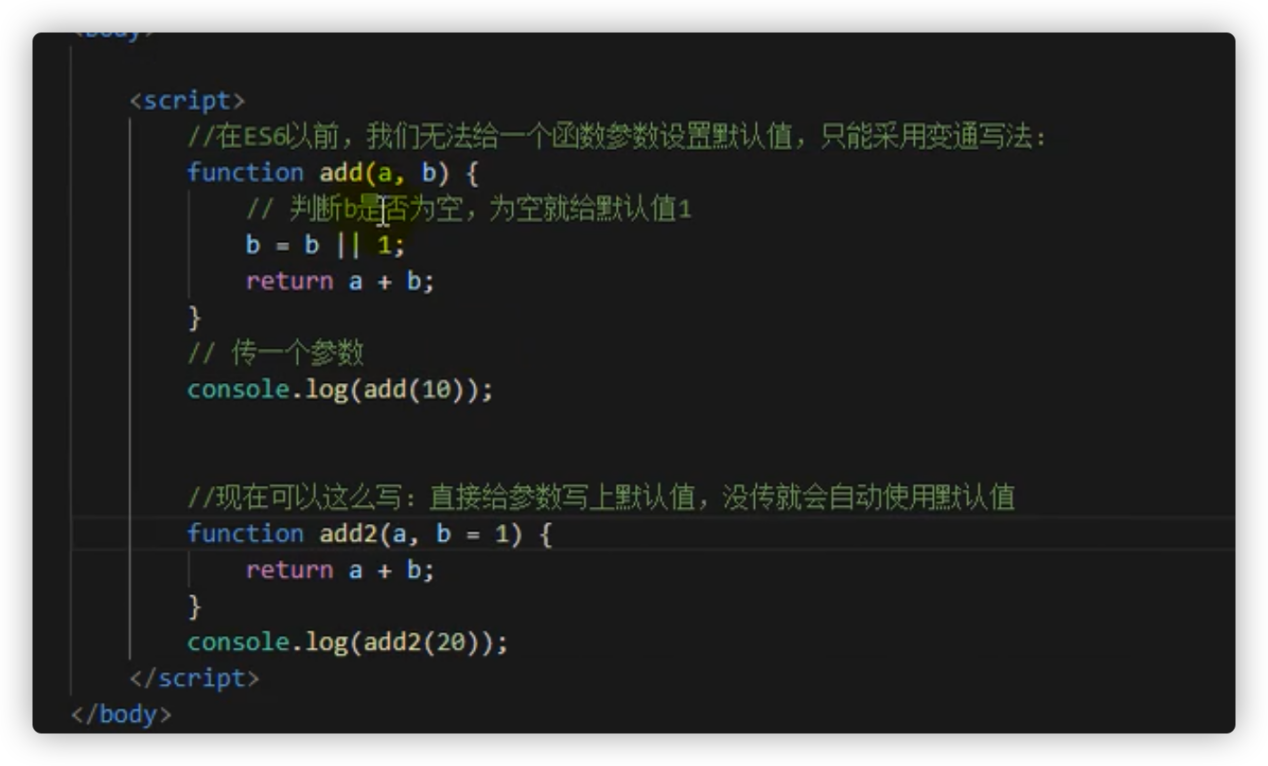 <body>
<script>
//在ES6以前，我们无法给一个函数参数设置默认值，只能采用变通写法：
function add(a, b) {
// 判断b是否为空，为空就给默认值1
b = b || 1;
return a + b;
}
// 传一个参数
console.log(add(10));
//现在可以这么写：直接给参数写上默认值，没传就会自动使用默认值
function add2(a, b = 1) {
return a + b;
}
console.log(add2(20));
</script>
</body>